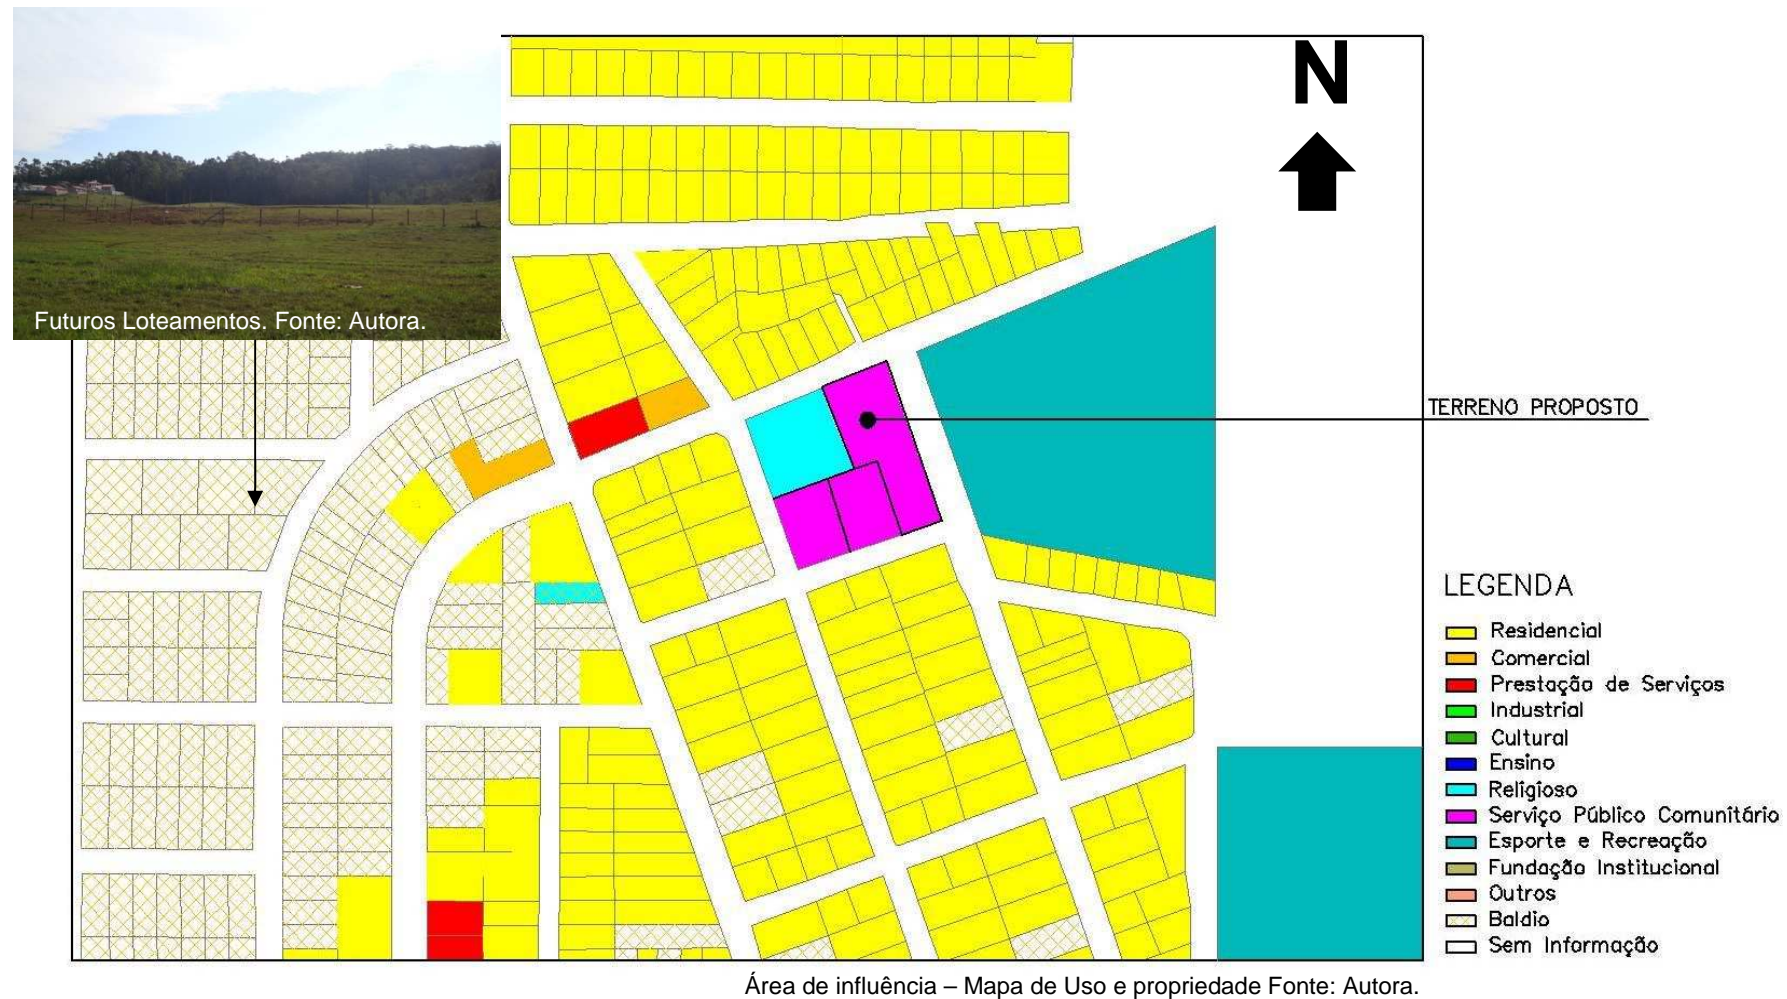 N
Futuros Loteamentos. Fonte: Autora.
TERRENO PROPOSTO
LEGENDA
Residencial
Comercial
Prestação de Serviços
Industrial
Cultural
Ensino
Religioso
Serviço Público Comunitário
Esporte e Recreação
Fundação Institucional
Outros
Baldio
Sem Informação
Área de influência – Mapa de Uso e propriedade Fonte: Autora.